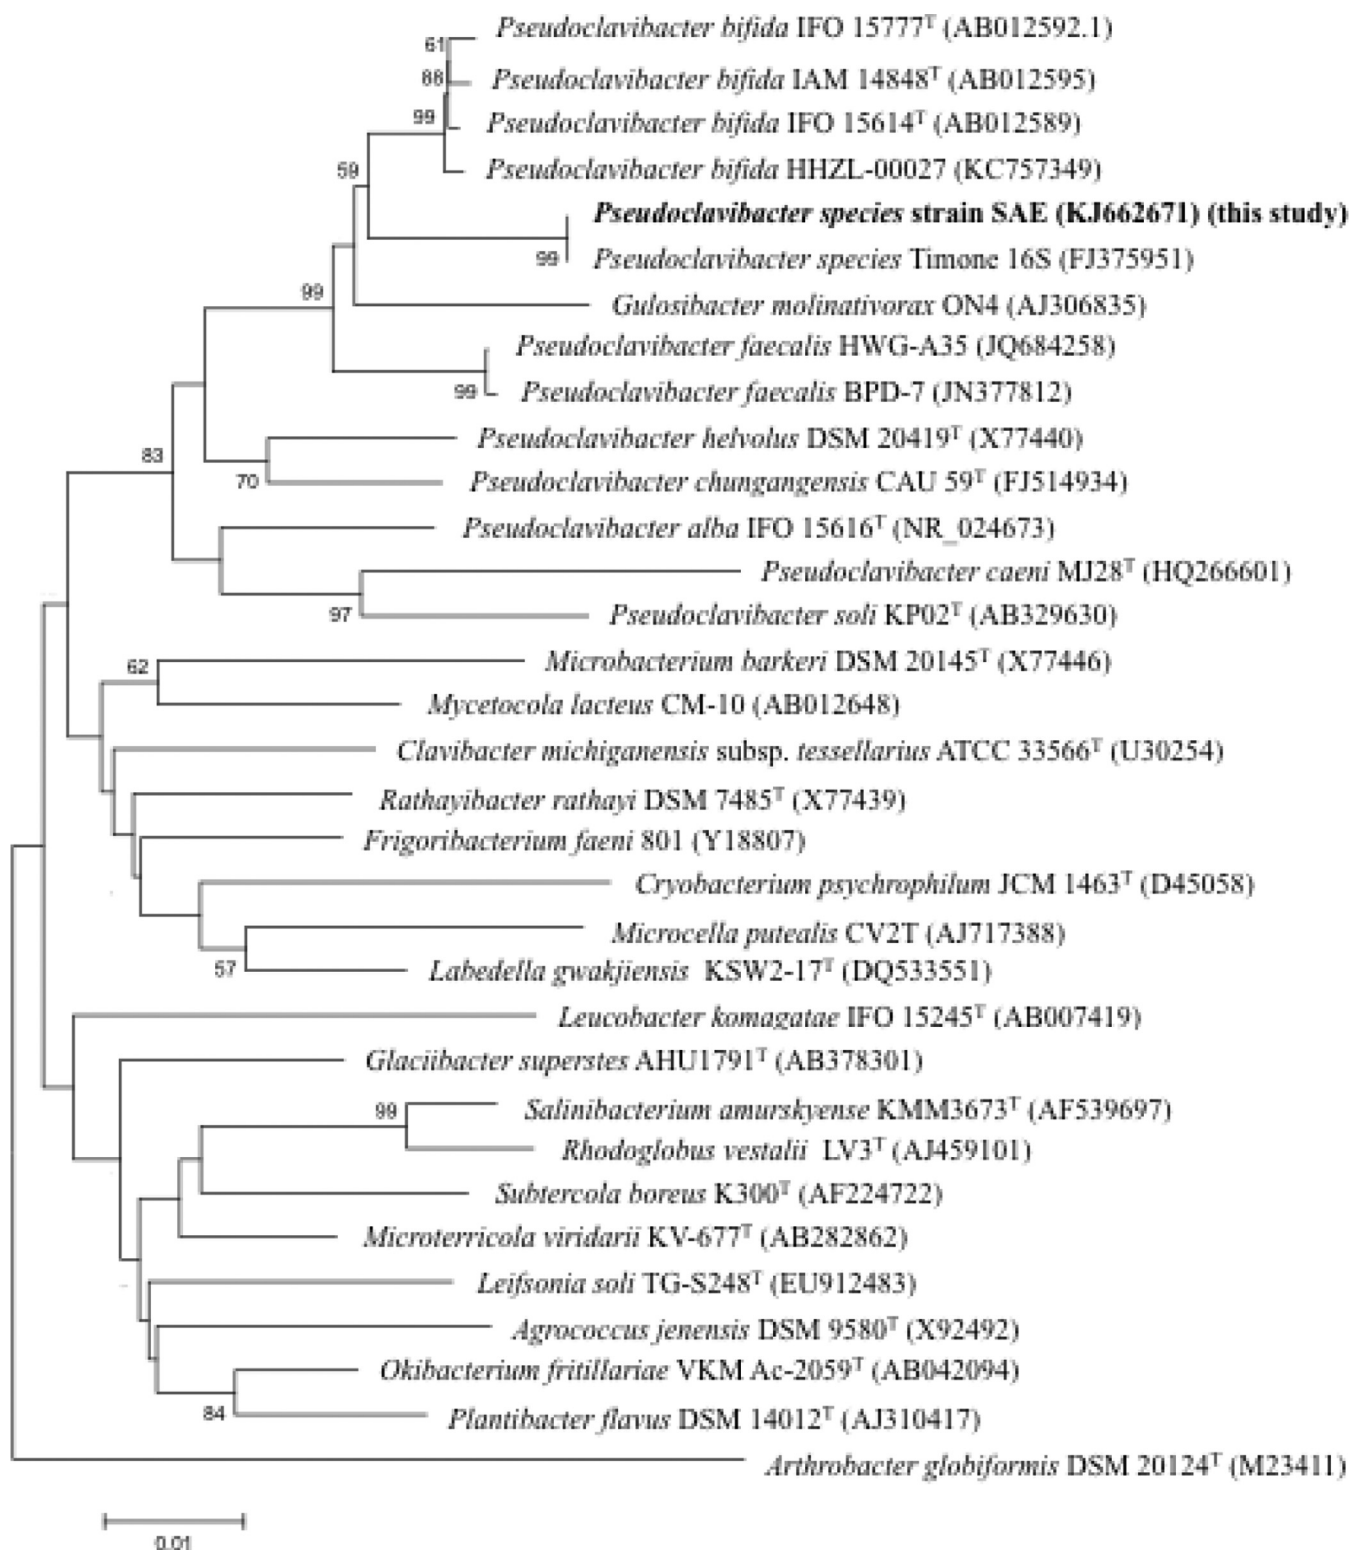 Pseudoclavibacter bifida IFO 15777ᵀ (AB012592.1)
61
88
Pseudoclavibacter bifida IAM 14848ᵀ (AB012595)
99
Pseudoclavibacter bifida IFO 15614ᵀ (AB012589)
59
Pseudoclavibacter bifida HHZL-00027 (KC757349)
Pseudoclavibacter species strain SAE (KJ662671) (this study)
99
Pseudoclavibacter species Timone 16S (FJ375951)
99
Gulosibacter molinativorax ON4 (AJ306835)
Pseudoclavibacter faecalis HWG-A35 (JQ684258)
99
Pseudoclavibacter faecalis BPD-7 (JN377812)
Pseudoclavibacter helvolus DSM 20419ᵀ (X77440)
83
70
Pseudoclavibacter chungangensis CAU 59ᵀ (FJ514934)
Pseudoclavibacter alba IFO 15616ᵀ (NR_024673)
Pseudoclavibacter caeni MJ28ᵀ (HQ266601)
97
Pseudoclavibacter soli KP02ᵀ (AB329630)
62
Microbacterium barkeri DSM 20145ᵀ (X77446)
Mycetocola lacteus CM-10 (AB012648)
Clavibacter michiganensis subsp. tessellarius ATCC 33566ᵀ (U30254)
Rathayibacter rathayi DSM 7485ᵀ (X77439)
Frigoribacterium faeni 801 (Y18807)
Cryobacterium psychrophilum JCM 1463ᵀ (D45058)
Microcella putealis CV2T (AJ717388)
57
Labedella gwakjiensis KSW2-17ᵀ (DQ533551)
Leucobacter komagatae IFO 15245ᵀ (AB007419)
Glaciibacter superstes AHU1791ᵀ (AB378301)
99
Salinibacterium amurskyense KMM3673ᵀ (AF539697)
Rhodoglobus vestalii LV3ᵀ (AJ459101)
Subtercola boreus K300ᵀ (AF224722)
Microterricola viridarii KV-677ᵀ (AB282862)
Leifsonia soli TG-S248ᵀ (EU912483)
Agrococcus jenensis DSM 9580ᵀ (X92492)
Okibacterium fritillariae VKM Ac-2059ᵀ (AB042094)
84
Plantibacter flavus DSM 14012ᵀ (AJ310417)
Arthrobacter globiformis DSM 20124ᵀ (M23411)
0.01